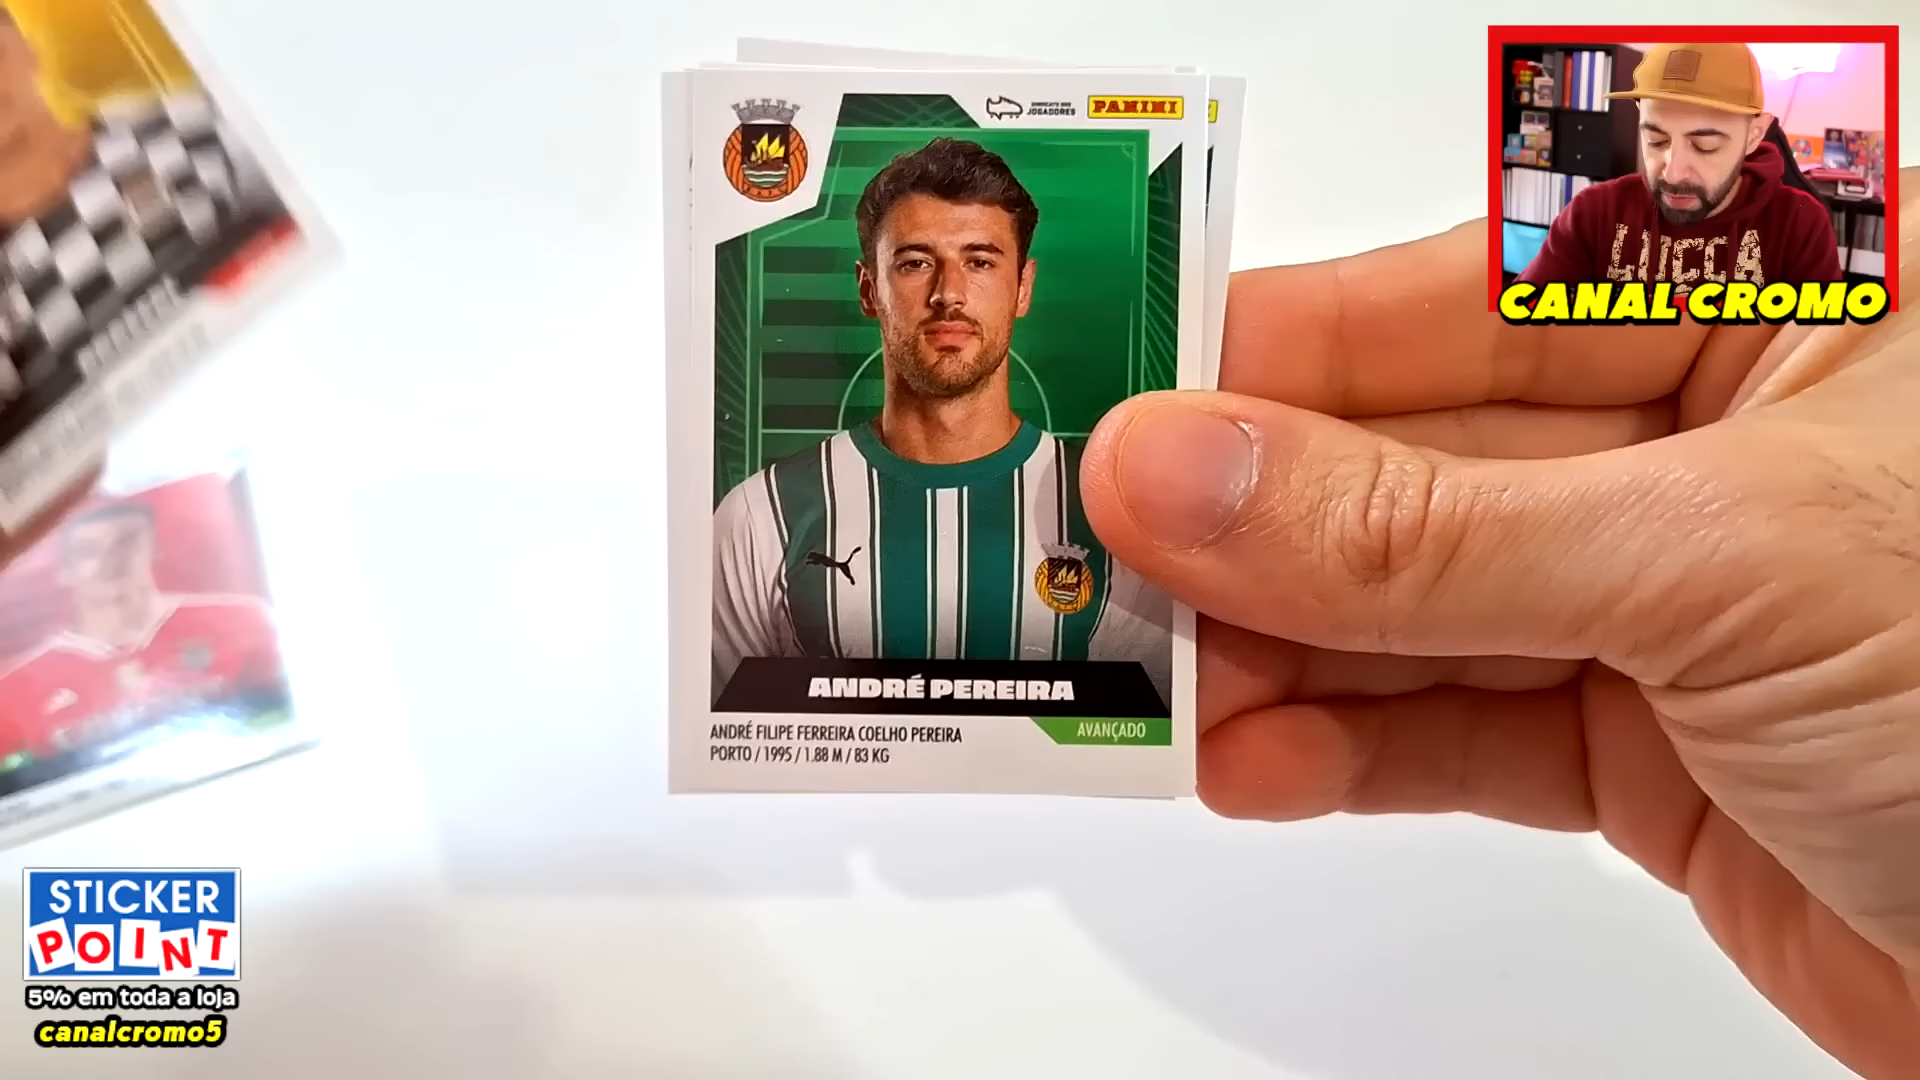 SINDICATO DOS
JOGADORES
PANINI
ANDRÉ PEREIRA
AVANÇADO
ANDRÉ FILIPE FERREIRA COELHO PEREIRA
PORTO / 1995 / 1.88 M / 83 KG
LUCCA
CANAL CROMO
STICKER
POINT
5% em toda a loja
canalcromo5